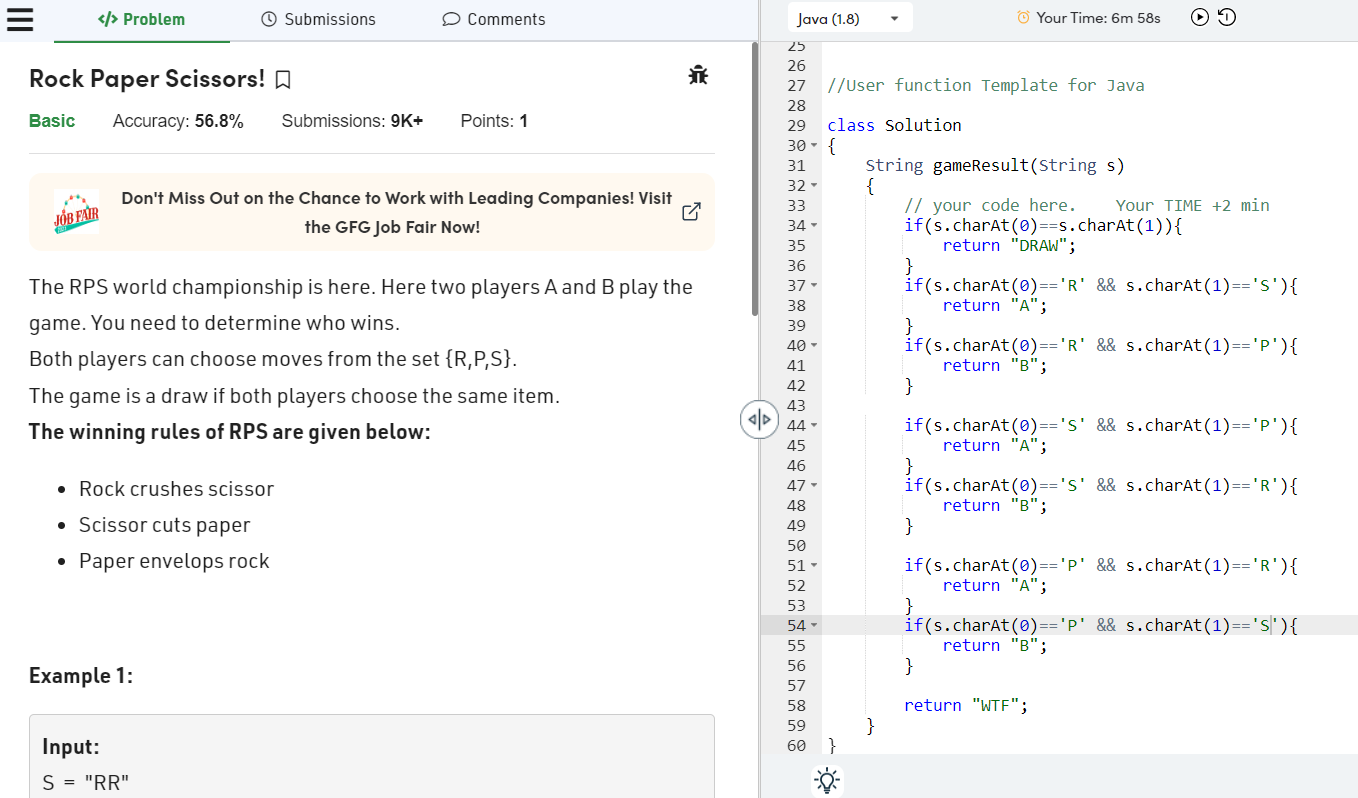 </> Problem
Submissions
Comments
Rock Paper Scissors!
Basic Accuracy: 56.8% Submissions: 9K+ Points: 1
JOB FAIR
Don't Miss Out on the Chance to Work with Leading Companies! Visit
the GFG Job Fair Now!
The RPS world championship is here. Here two players A and B play the
game. You need to determine who wins.
Both players can choose moves from the set {R,P,S}.
The game is a draw if both players choose the same item.
The winning rules of RPS are given below:
• Rock crushes scissor
• Scissor cuts paper
• Paper envelops rock
Example 1:
Input:
S = "RR"
Java (1.8)
Your Time: 6m 58s
25
26
27 //User function Template for Java
28
29 class Solution
30 {
31 String gameResult(String s)
32 {
33 // your code here.    Your TIME +2 min
34 if(s.charAt(0)==s.charAt(1)){
35 return "DRAW";
36 }
37 if(s.charAt(0)=='R' && s.charAt(1)=='S'){
38 return "A";
39 }
40 if(s.charAt(0)=='R' && s.charAt(1)=='P'){
41 return "B";
42 }
43
44 if(s.charAt(0)=='S' && s.charAt(1)=='P'){
45 return "A";
46 }
47 if(s.charAt(0)=='S' && s.charAt(1)=='R'){
48 return "B";
49 }
50
51 if(s.charAt(0)=='P' && s.charAt(1)=='R'){
52 return "A";
53 }
54 if(s.charAt(0)=='P' && s.charAt(1)=='S'){
55 return "B";
56 }
57
58 return "WTF";
59 }
60 }